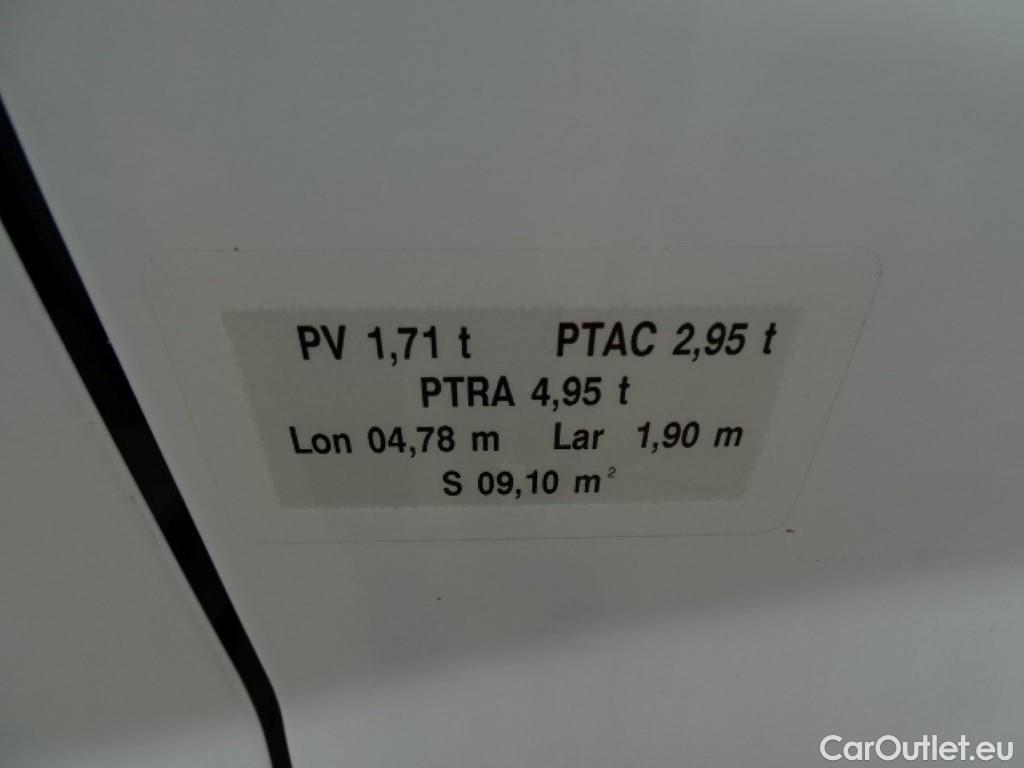 PV 1,71 t PTAC 2,95 t
PTRA 4,95 t
Lon 04,78 m Lar 1,90 m
S 09,10 m²
CarOutlet.eu